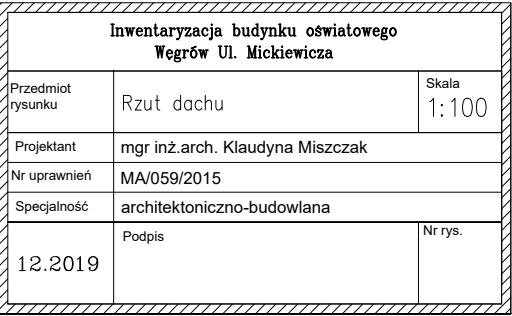 Inwentaryzacja budynku oświatowego
Węgrów Ul. Mickiewicza
Przedmiot
rysunku
Rzut dachu
Skala
1:100
Projektant
mgr inż.arch. Klaudyna Miszczak
Nr uprawnień
MA/059/2015
Specjalność
architektoniczno-budowlana
12.2019
Podpis
Nr rys.